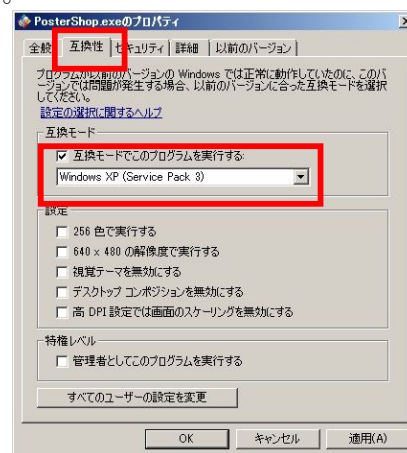 。
PosterShop.exeのプロパティ
全般 互換性 セキュリティ 詳細 以前のバージョン
プログラムが以前のバージョンの Windows では正常に動作していたのに、このバ
ージョンでは問題が発生する場合、以前のバージョンに合った互換モードを選択
してください。
設定の選択に関するヘルプ
互換モード
互換モードでこのプログラムを実行する:
Windows XP (Service Pack 3)
設定
256 色で実行する
640 x 480 の解像度で実行する
視覚テーマを無効にする
デスクトップ コンポジションを無効にする
高 DPI 設定では画面のスケーリングを無効にする
特権レベル
管理者としてこのプログラムを実行する
すべてのユーザーの設定を変更
OK キャンセル 適用(A)